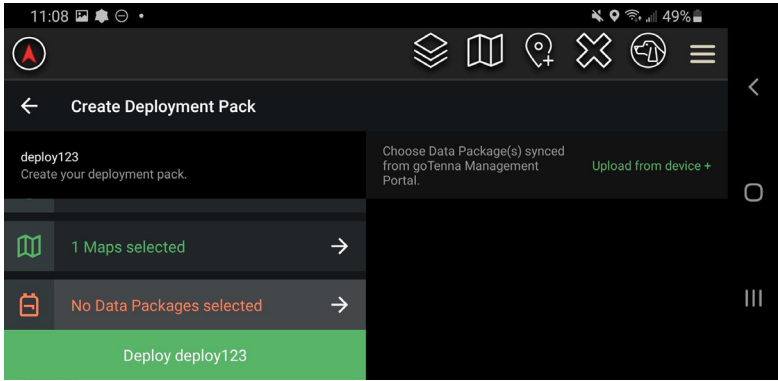 11:08
49%
Create Deployment Pack
deploy123
Create your deployment pack.
Choose Data Package(s) synced
from goTenna Management
Portal.
Upload from device +
1 Maps selected
No Data Packages selected
Deploy deploy123